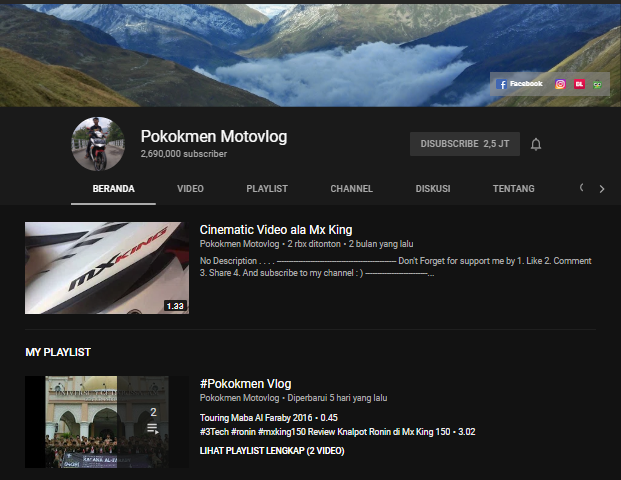 Facebook
BL
Pokokmen Motovlog
2,690,000 subscriber
DISUBSCRIBE 2,5 JT
BERANDA VIDEO PLAYLIST CHANNEL DISKUSI TENTANG
MX KING
1.33
Cinematic Video ala Mx King
Pokokmen Motovlog • 2 rbx ditonton • 2 bulan yang lalu
No Description . . . . ------------------------------------------ Don't Forget for support me by 1. Like 2. Comment
3. Share 4. And subscribe to my channel : ) ----------------------...
MY PLAYLIST
2
#Pokokmen Vlog
Pokokmen Motovlog • Diperbarui 5 hari yang lalu
Touring Maba Al Faraby 2016 • 0.45
#3Tech #ronin #mxking150 Review Knalpot Ronin di Mx King 150 • 3.02
LIHAT PLAYLIST LENGKAP (2 VIDEO)